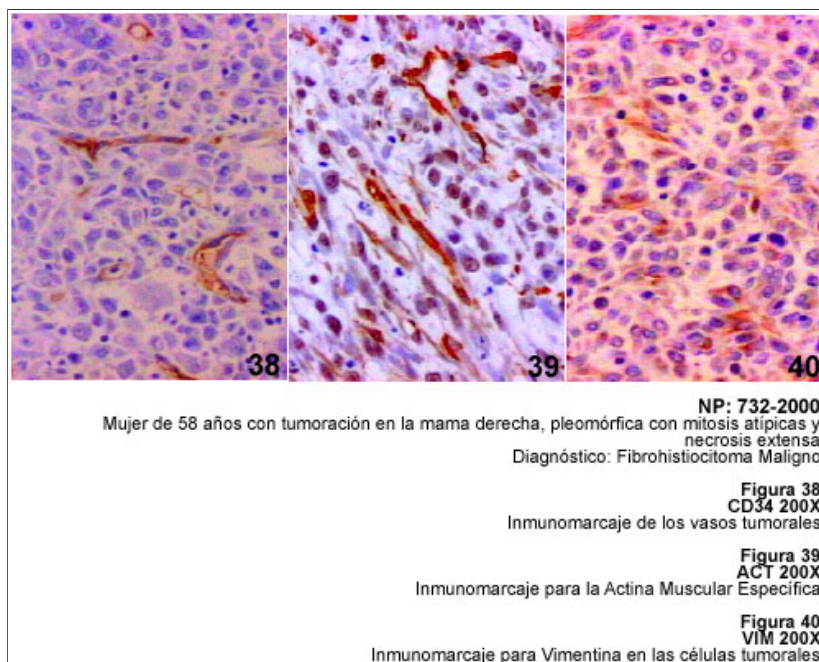 38
39
40
NP: 732-2000
Mujer de 58 años con tumoración en la mama derecha, pleomórfica con mitosis atípicas y
necrosis extensa
Diagnóstico: Fibrohistiocitoma Maligno
Figura 38
CD34 200X
Inmunomarcaje de los vasos tumorales
Figura 39
ACT 200X
Inmunomarcaje para la Actina Muscular Específica
Figura 40
VIM 200X
Inmunomarcaje para Vimentina en las células tumorales